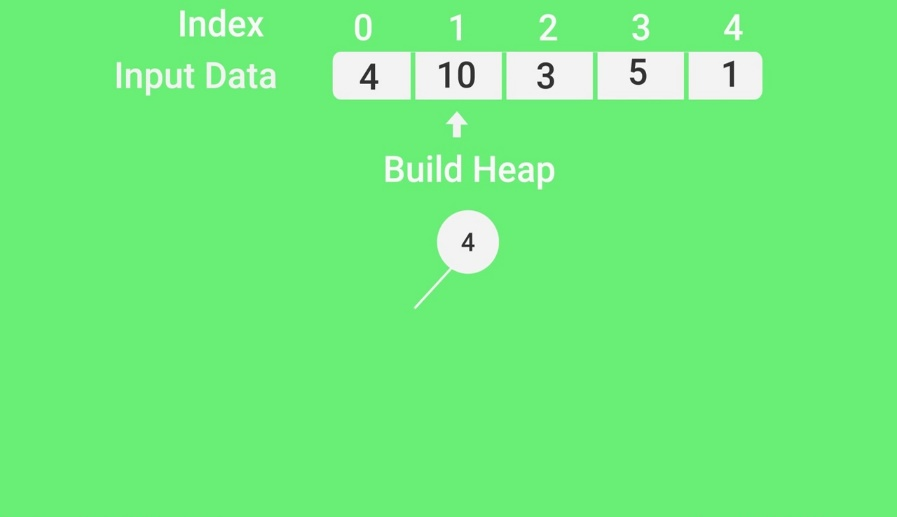 Index 0 1 2 3 4
Input Data 4 10 3 5 1
Build Heap
4